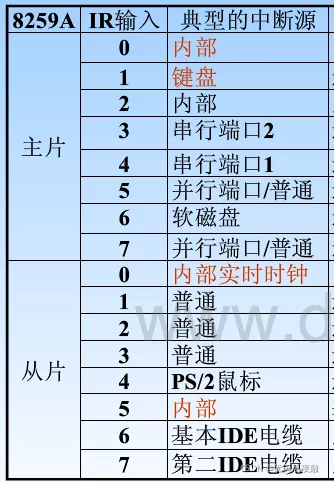 8259A IR输入 典型的中断源
主片
0 内部
1 键盘
2 内部
3 串行端口2
4 串行端口1
5 并行端口/普通
6 软磁盘
7 并行端口/普通
从片
0 内部实时时钟
1 普通
2 普通
3 普通
4 PS/2鼠标
5 内部
6 基本IDE电缆
7 第二IDE电缆
www.d